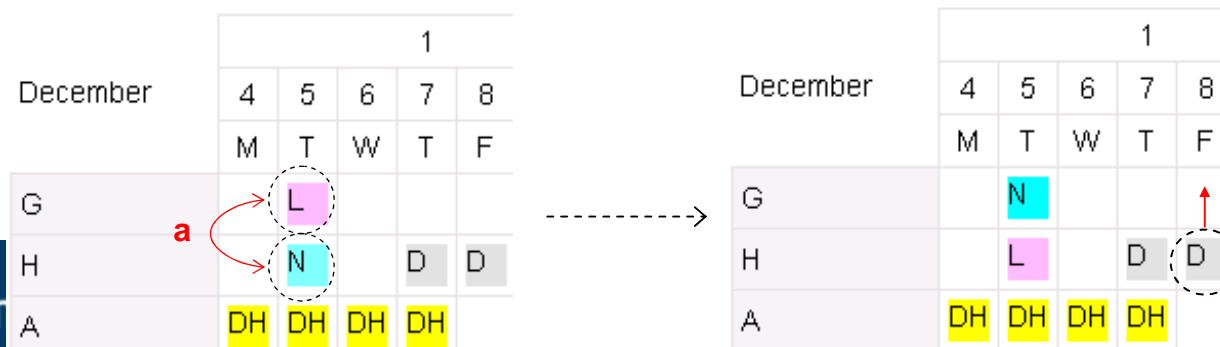 1
December 4 5 6 7 8
M T W T F
G L
a
H N D D
A DH DH DH DH
1
December 4 5 6 7 8
M T W T F
G N
H L D D
A DH DH DH DH